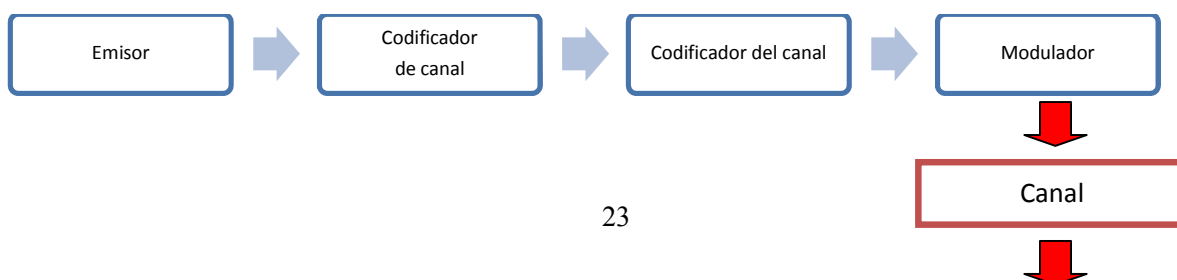 Emisor
Codificador
de canal
Codificador del canal
Modulador
Canal
23